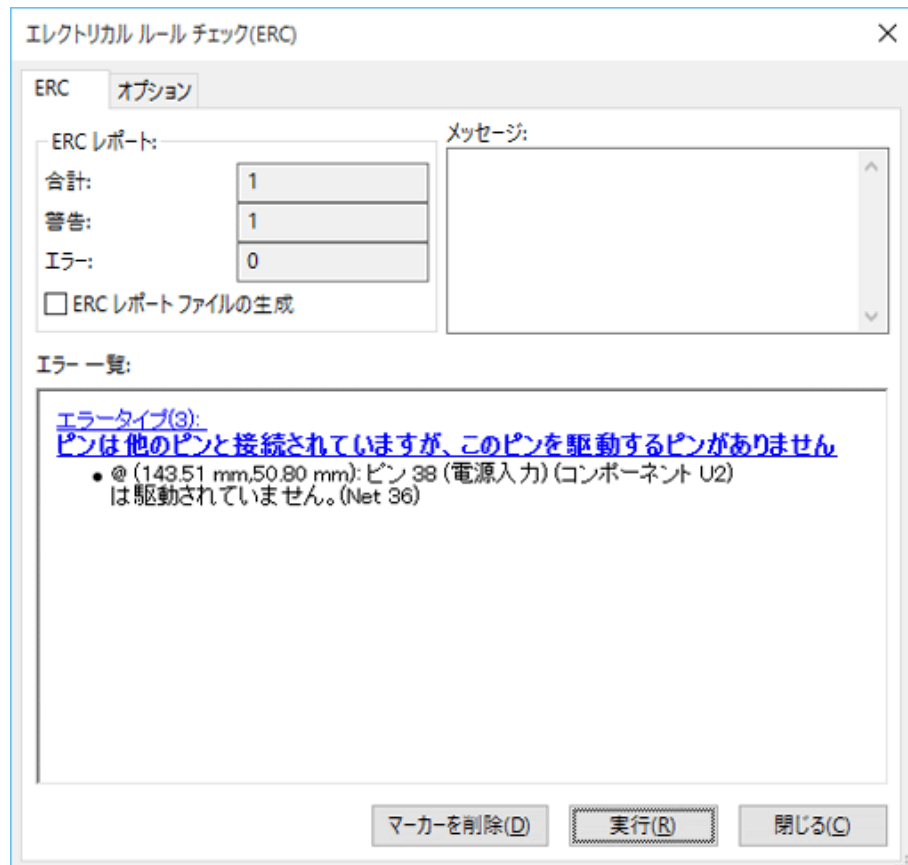 エレクトリカル ルール チェック(ERC)
ERC
オプション
ERC レポート:
メッセージ:
合計:
1
警告:
1
エラー:
0
ERC レポート ファイルの生成
エラー 一覧:
エラータイプ(3):
ピンは他のピンと接続されていますが、このピンを駆動するピンがありません
• @ (143.51 mm,50.80 mm): ピン 38 (電源入力) (コンポーネント U2)
は駆動されていません。(Net 36)
マーカーを削除(D)
実行(R)
閉じる(C)